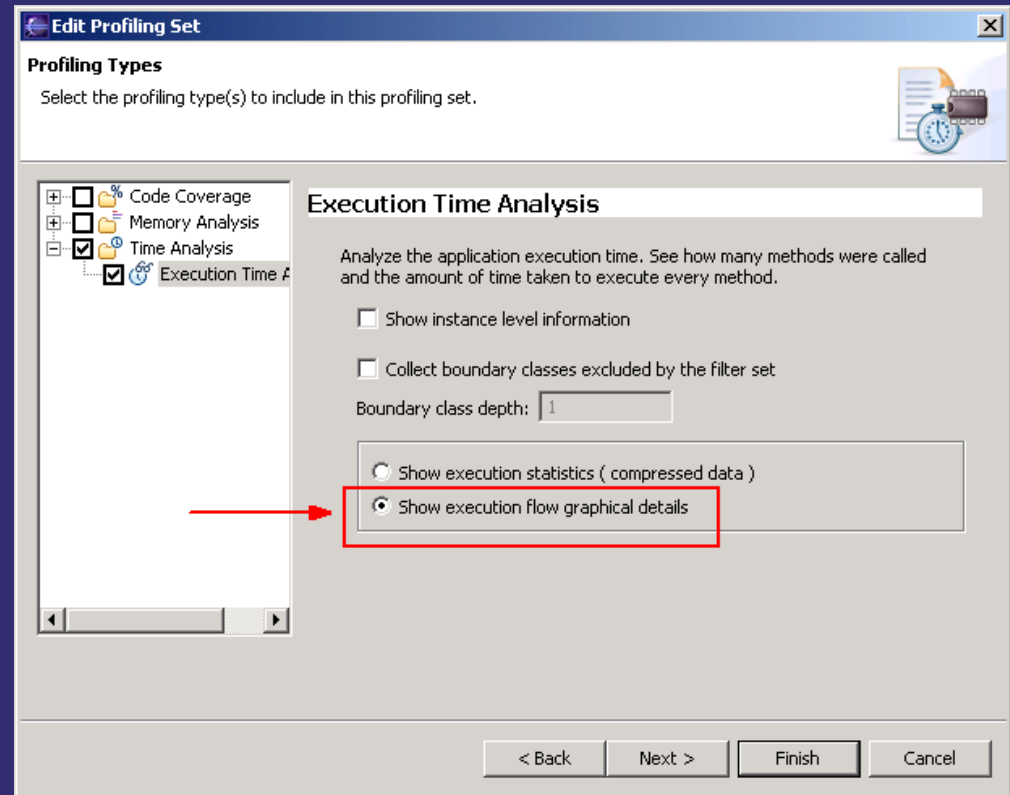 Edit Profiling Set
Profiling Types
Select the profiling type(s) to include in this profiling set.
Code Coverage
Memory Analysis
Time Analysis
Execution Time A
Execution Time Analysis
Analyze the application execution time. See how many methods were called
and the amount of time taken to execute every method.
Show instance level information
Collect boundary classes excluded by the filter set
Boundary class depth: 1
Show execution statistics ( compressed data )
Show execution flow graphical details
< Back Next > Finish Cancel